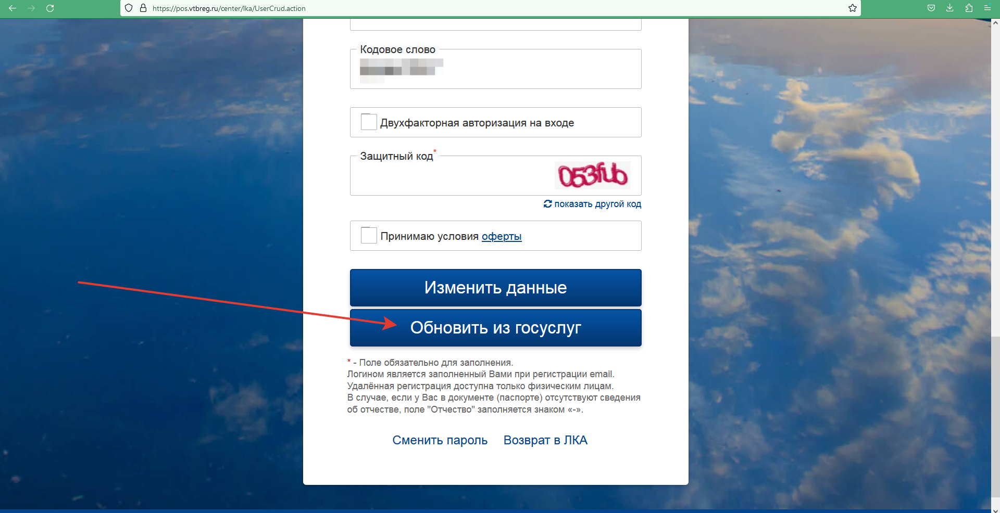 https://pos.vtbreg.ru/center/lka/UserCrud.action
Кодовое слово
Двухфакторная авторизация на входе
Защитный код*
053fub
показать другой код
Принимаю условия оферты
Изменить данные
Обновить из госуслуг
* - Поле обязательно для заполнения.
Логином является заполненный Вами при регистрации email.
Удалённая регистрация доступна только физическим лицам.
В случае, если у Вас в документе (паспорте) отсутствуют сведения
об отчестве, поле "Отчество" заполняется знаком «-».
Сменить пароль Возврат в ЛКА